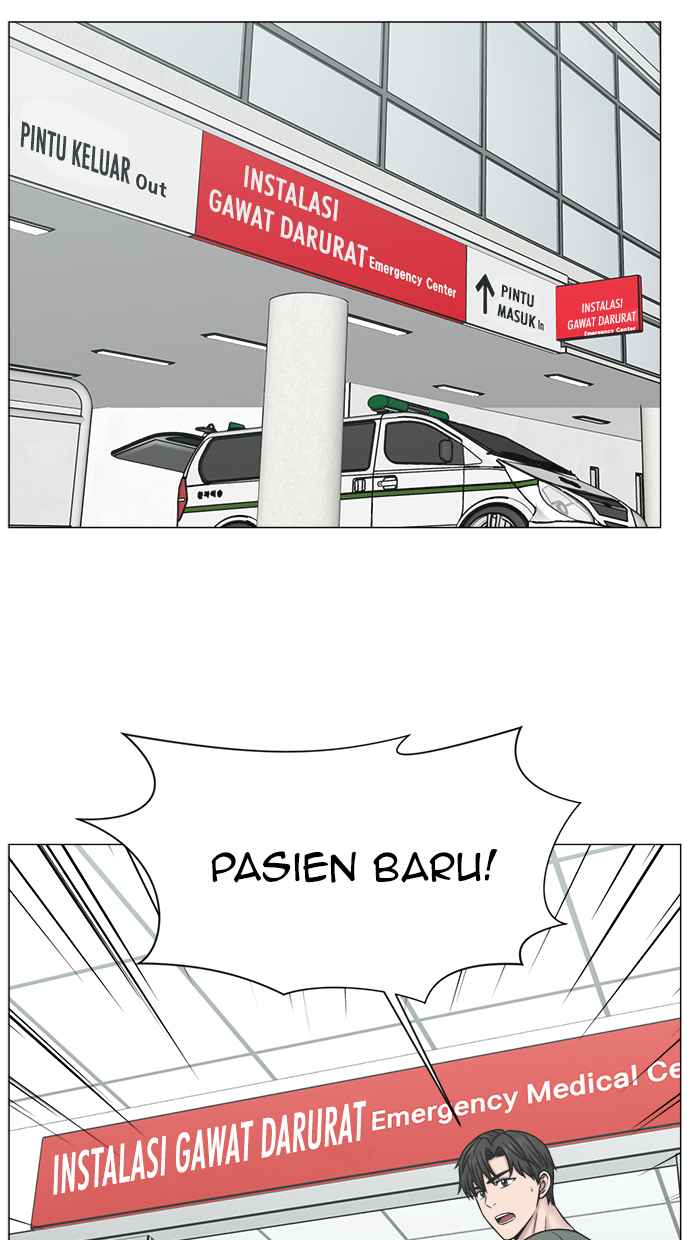 PINTU KELUAR Out
INSTALASI
GAWAT DARURAT Emergency Center
PINTU
MASUK In
INSTALASI
GAWAT DARURAT
Emergency Center
PASIEN BARU!
INSTALASI GAWAT DARURAT Emergency Medical Ce